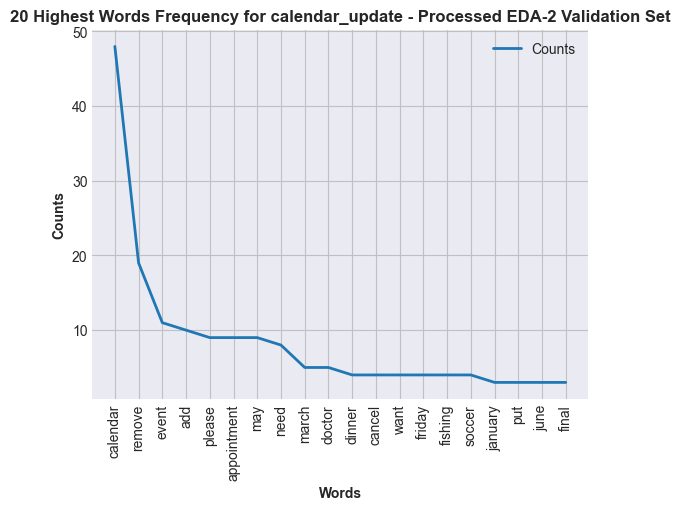 20 Highest Words Frequency for calendar_update - Processed EDA-2 Validation Set
Counts
50
40
30
20
10
Counts
calendar
remove
event
add
please
appointment
may
need
march
doctor
dinner
cancel
want
friday
fishing
soccer
january
put
june
final
Words